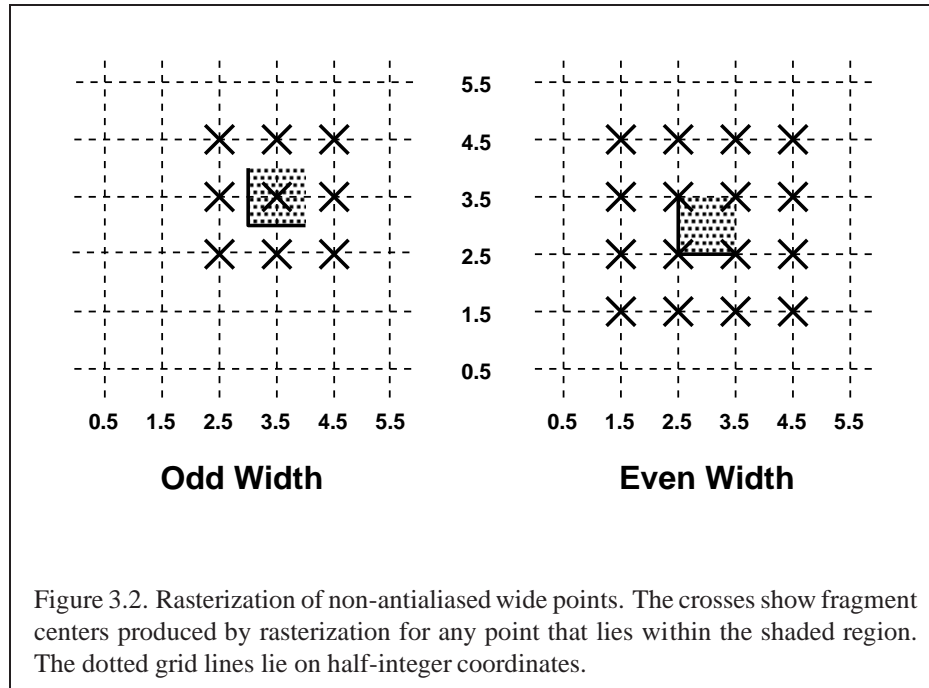 5.5
4.5
3.5
2.5
1.5
0.5
0.5 1.5 2.5 3.5 4.5 5.5 0.5 1.5 2.5 3.5 4.5 5.5
Odd Width Even Width
Figure 3.2. Rasterization of non-antialiased wide points. The crosses show fragment
centers produced by rasterization for any point that lies within the shaded region.
The dotted grid lines lie on half-integer coordinates.